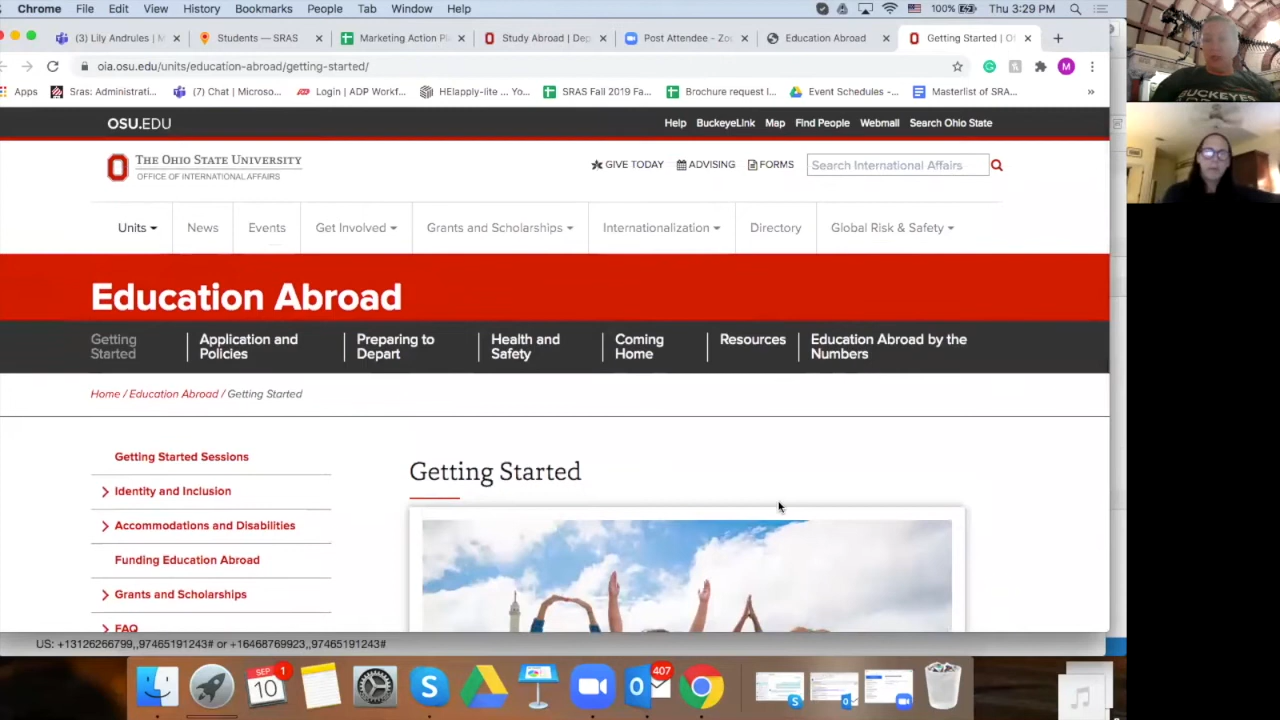 Chrome File Edit View History Bookmarks People Tab Window Help 100% Thu 3:29 PM
(3) Lily Andrules | M Students — SRAS Marketing Action Pl Study Abroad | Dep Post Attendee - Zo Education Abroad Getting Started | O
oia.osu.edu/units/education-abroad/getting-started/ M
Apps Sras: Administrati... (7) Chat | Microso... Login | ADP Workf... HElapply-lite ... Yo... SRAS Fall 2019 Fa... Brochure request l... Event Schedules -... Masterlist of SRA... »
BUCKEYES
OSU.EDU Help BuckeyeLink Map Find People Webmail Search Ohio State
THE OHIO STATE UNIVERSITY
OFFICE OF INTERNATIONAL AFFAIRS
GIVE TODAY ADVISING FORMS Search International Affairs
Units News Events Get Involved Grants and Scholarships Internationalization Directory Global Risk & Safety
Education Abroad
Getting Started Application and Policies Preparing to Depart Health and Safety Coming Home Resources Education Abroad by the Numbers
Home / Education Abroad / Getting Started
Getting Started Sessions
Identity and Inclusion
Accommodations and Disabilities
Funding Education Abroad
Grants and Scholarships
FAQ
Getting Started
US: +13126266799,,97465191243# or +16468769923,,97465191243#
SEP 1
10
S
407